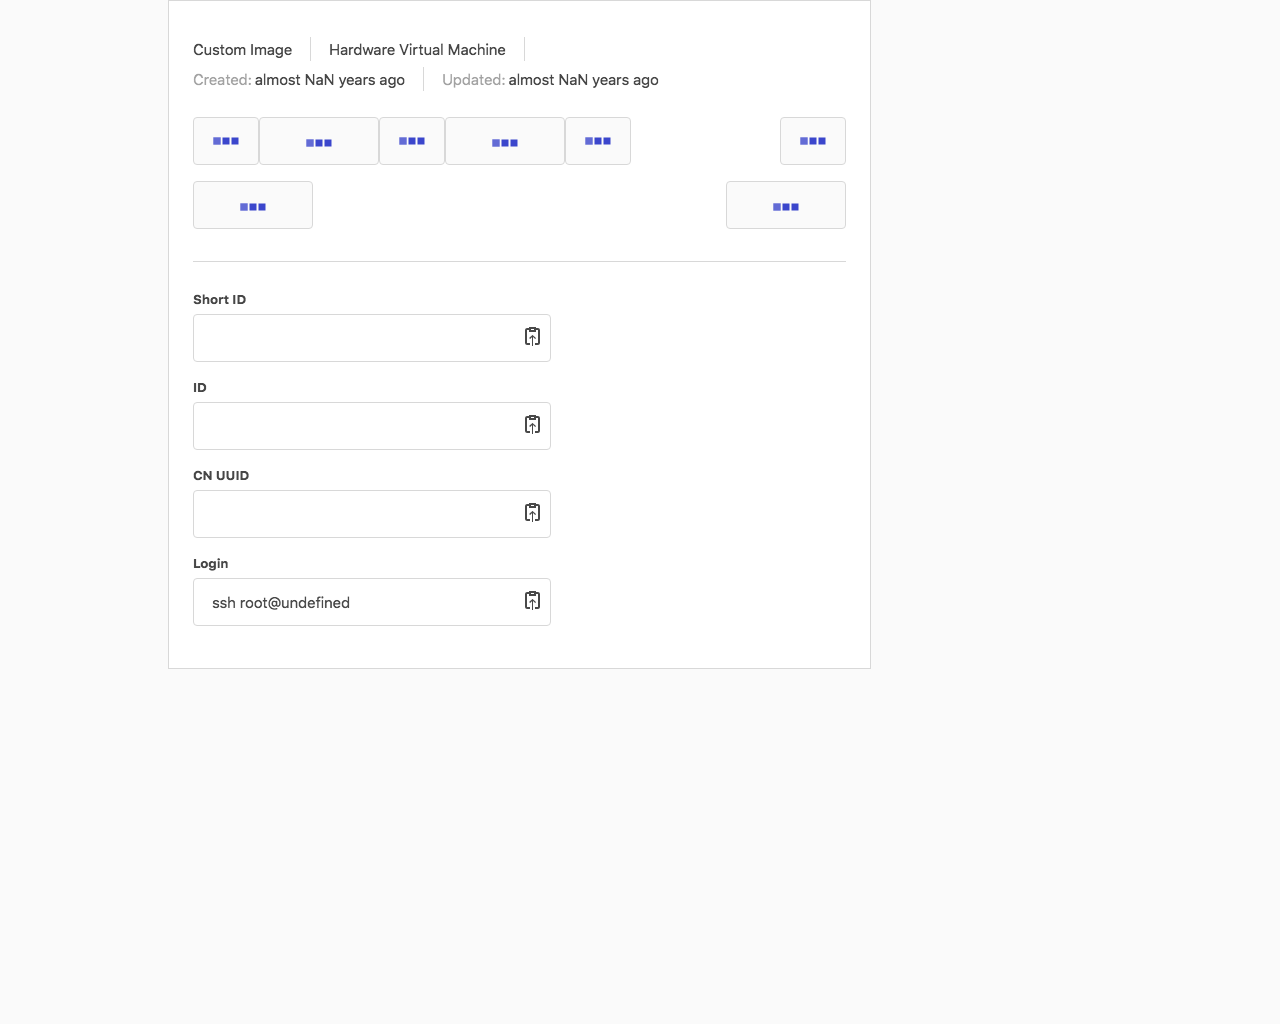 Custom Image Hardware Virtual Machine
Created: almost NaN years ago Updated: almost NaN years ago
Short ID
ID
CN UUID
Login
ssh root@undefined